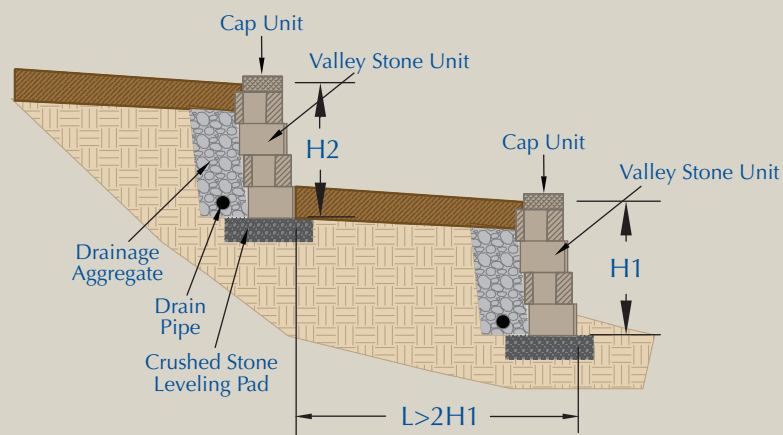 Cap Unit
Valley Stone Unit
H2
Cap Unit
Valley Stone Unit
H1
Drainage
Aggregate
Drain
Pipe
Crushed Stone
Leveling Pad
L>2H1